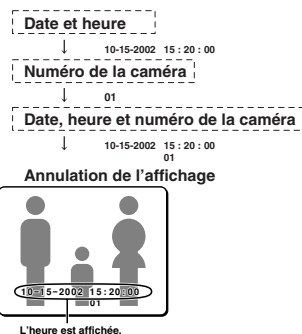 Date et heure
↓ 10-15-2002 15 : 20 : 00
Numéro de la caméra
↓ 01
Date, heure et numéro de la caméra
↓ 10-15-2002 15 : 20 : 00
01
Annulation de l'affichage
10-15-2002 15:20:00
01
L'heure est affichée.